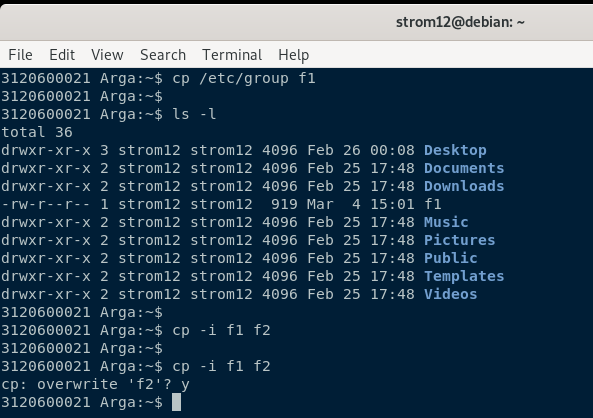 strom12@debian: ~
File Edit View Search Terminal Help
3120600021 Arga:~$ cp /etc/group f1
3120600021 Arga:~$
3120600021 Arga:~$ ls -l
total 36
drwxr-xr-x 3 strom12 strom12 4096 Feb 26 00:08 Desktop
drwxr-xr-x 2 strom12 strom12 4096 Feb 25 17:48 Documents
drwxr-xr-x 2 strom12 strom12 4096 Feb 25 17:48 Downloads
-rw-r--r-- 1 strom12 strom12  919 Mar  4 15:01 f1
drwxr-xr-x 2 strom12 strom12 4096 Feb 25 17:48 Music
drwxr-xr-x 2 strom12 strom12 4096 Feb 25 17:48 Pictures
drwxr-xr-x 2 strom12 strom12 4096 Feb 25 17:48 Public
drwxr-xr-x 2 strom12 strom12 4096 Feb 25 17:48 Templates
drwxr-xr-x 2 strom12 strom12 4096 Feb 25 17:48 Videos
3120600021 Arga:~$
3120600021 Arga:~$ cp -i f1 f2
3120600021 Arga:~$
3120600021 Arga:~$ cp -i f1 f2
cp: overwrite 'f2'? y
3120600021 Arga:~$